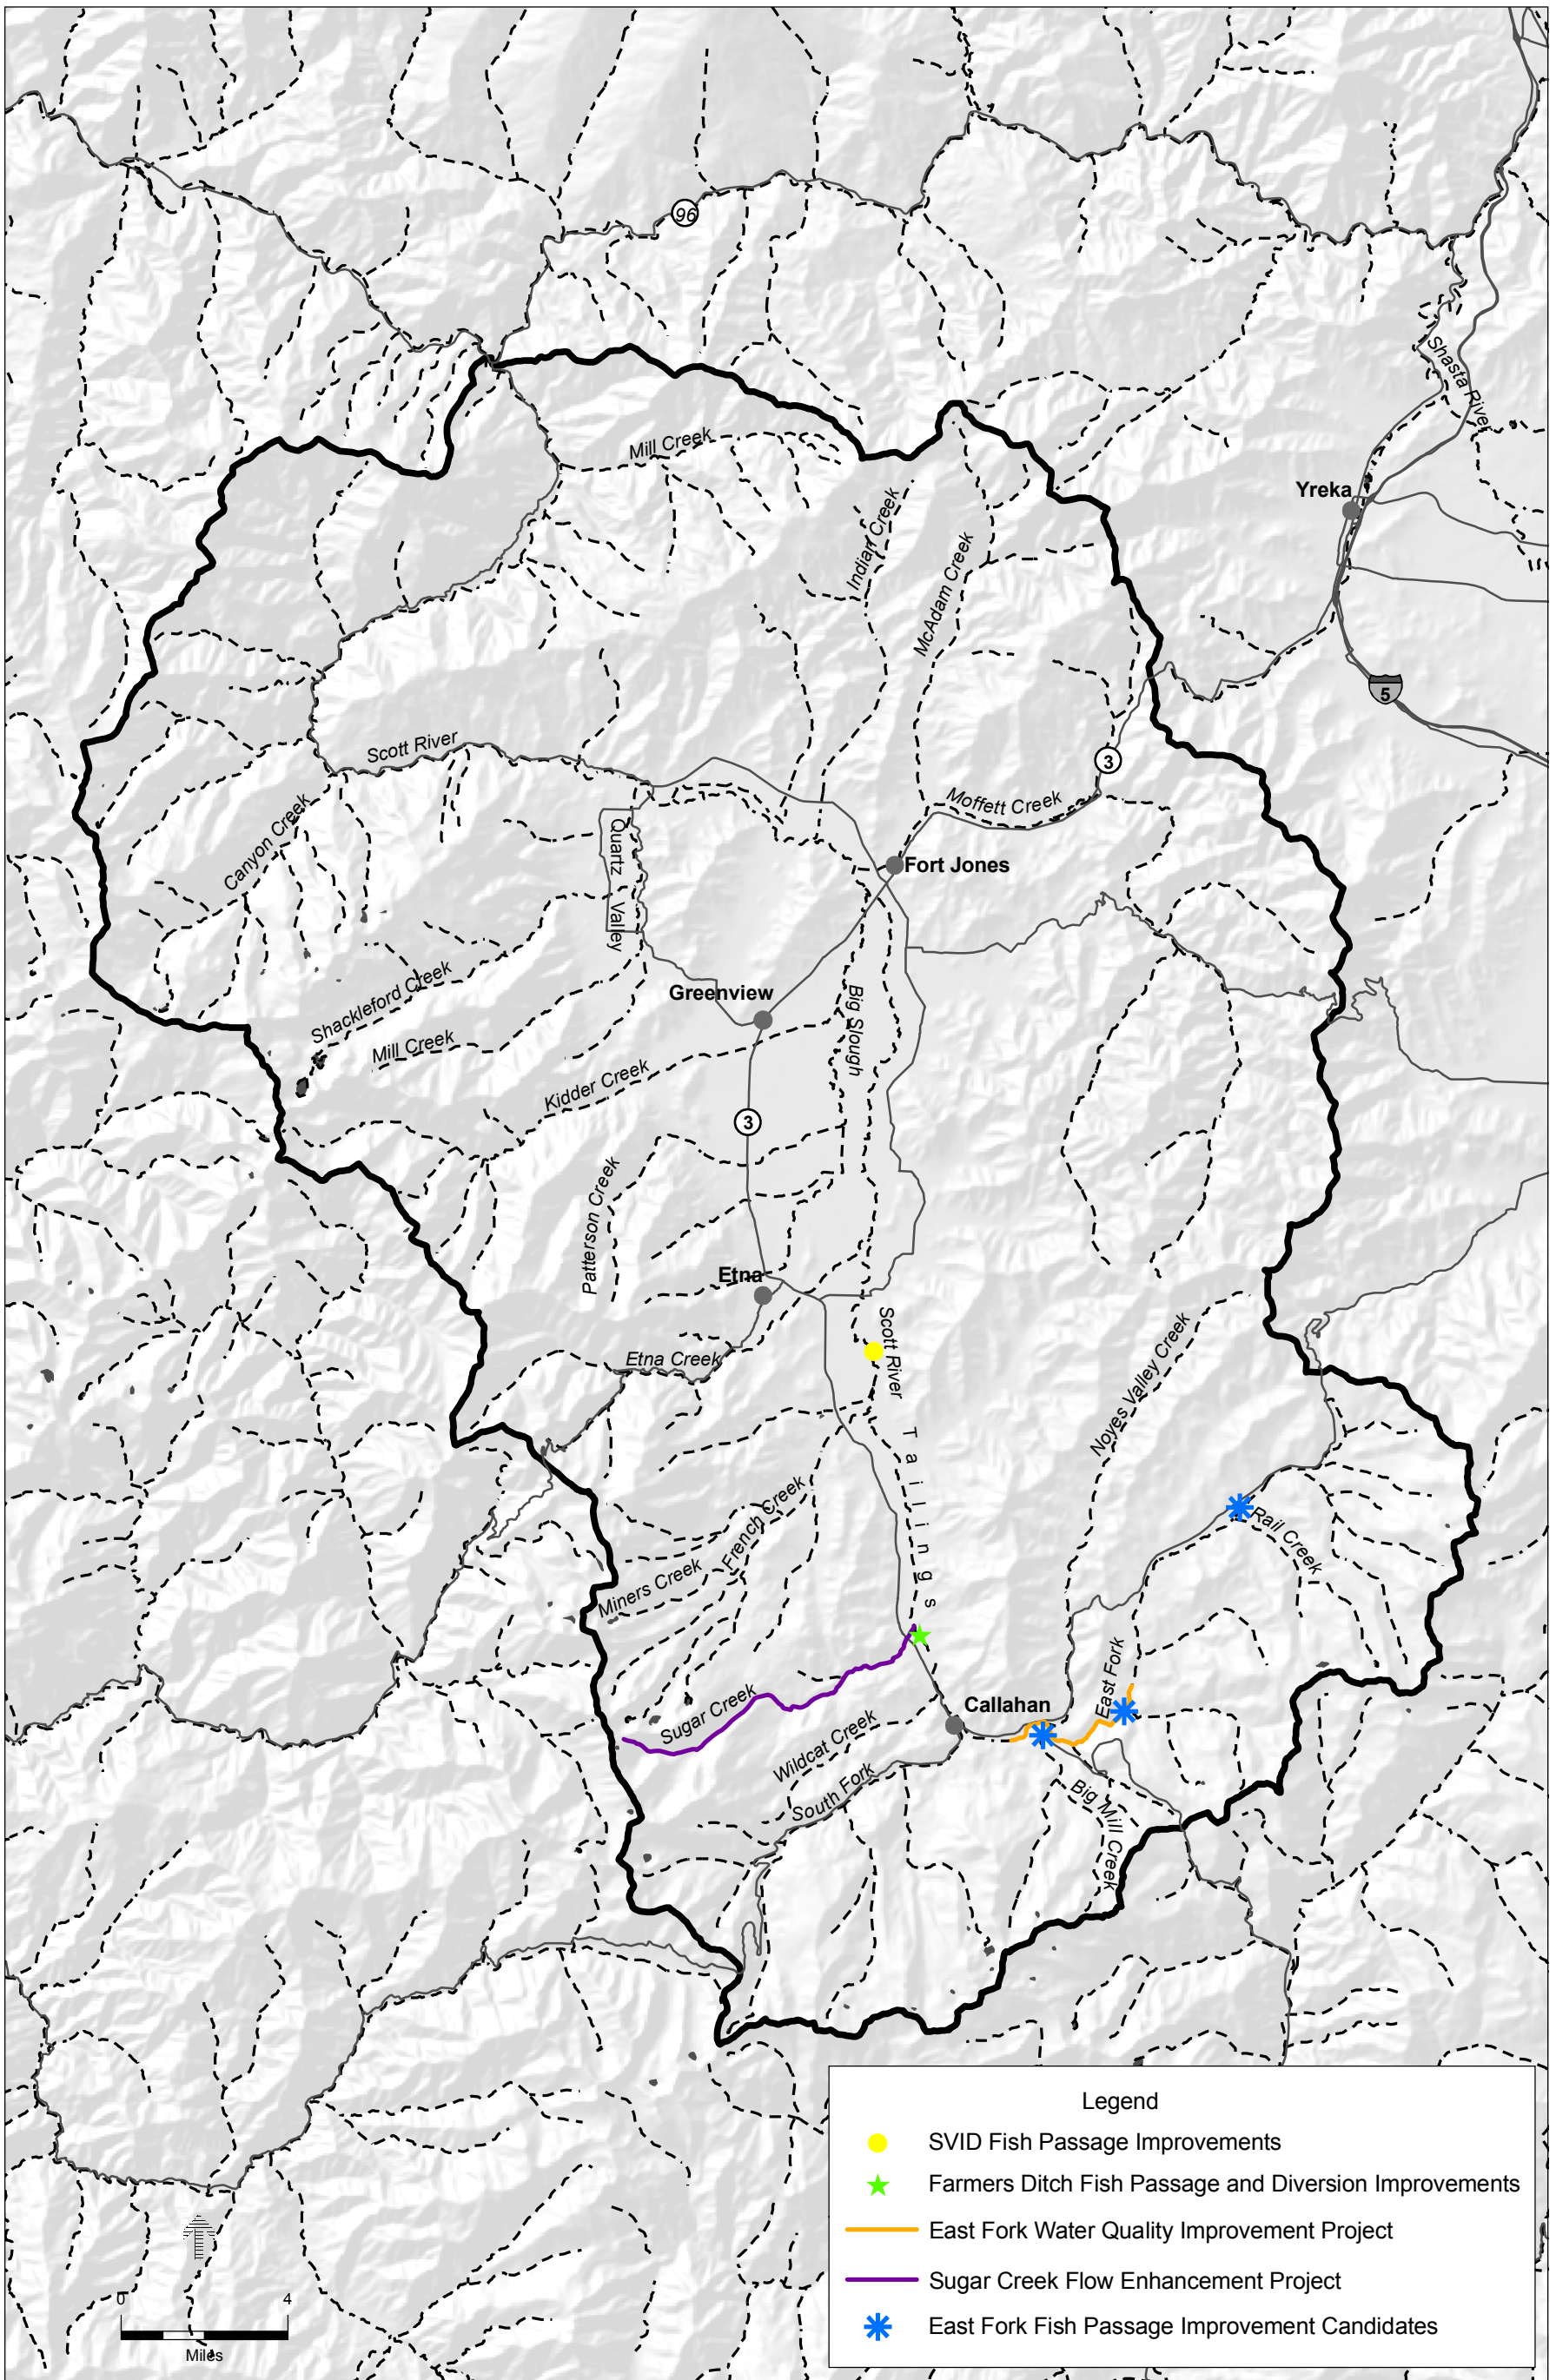 96
Shasta River
Mill Creek
Yreka
Indian Creek
McAdam Creek
5
Scott River
3
Canyon Creek
Moffett Creek
Quartz Valley
Fort Jones
Shackleford Creek
Greenview
Big Slough
Mill Creek
Kidder Creek
3
Patterson Creek
Etna
Scott River
Noyes Valley Creek
Etna Creek
Tailings
French Creek
Rail Creek
Miners Creek
East Fork
Sugar Creek
Callahan
Wildcat Creek
South Fork
Big Mill Creek
Legend
SVID Fish Passage Improvements
Farmers Ditch Fish Passage and Diversion Improvements
East Fork Water Quality Improvement Project
Sugar Creek Flow Enhancement Project
East Fork Fish Passage Improvement Candidates
0 4
Miles